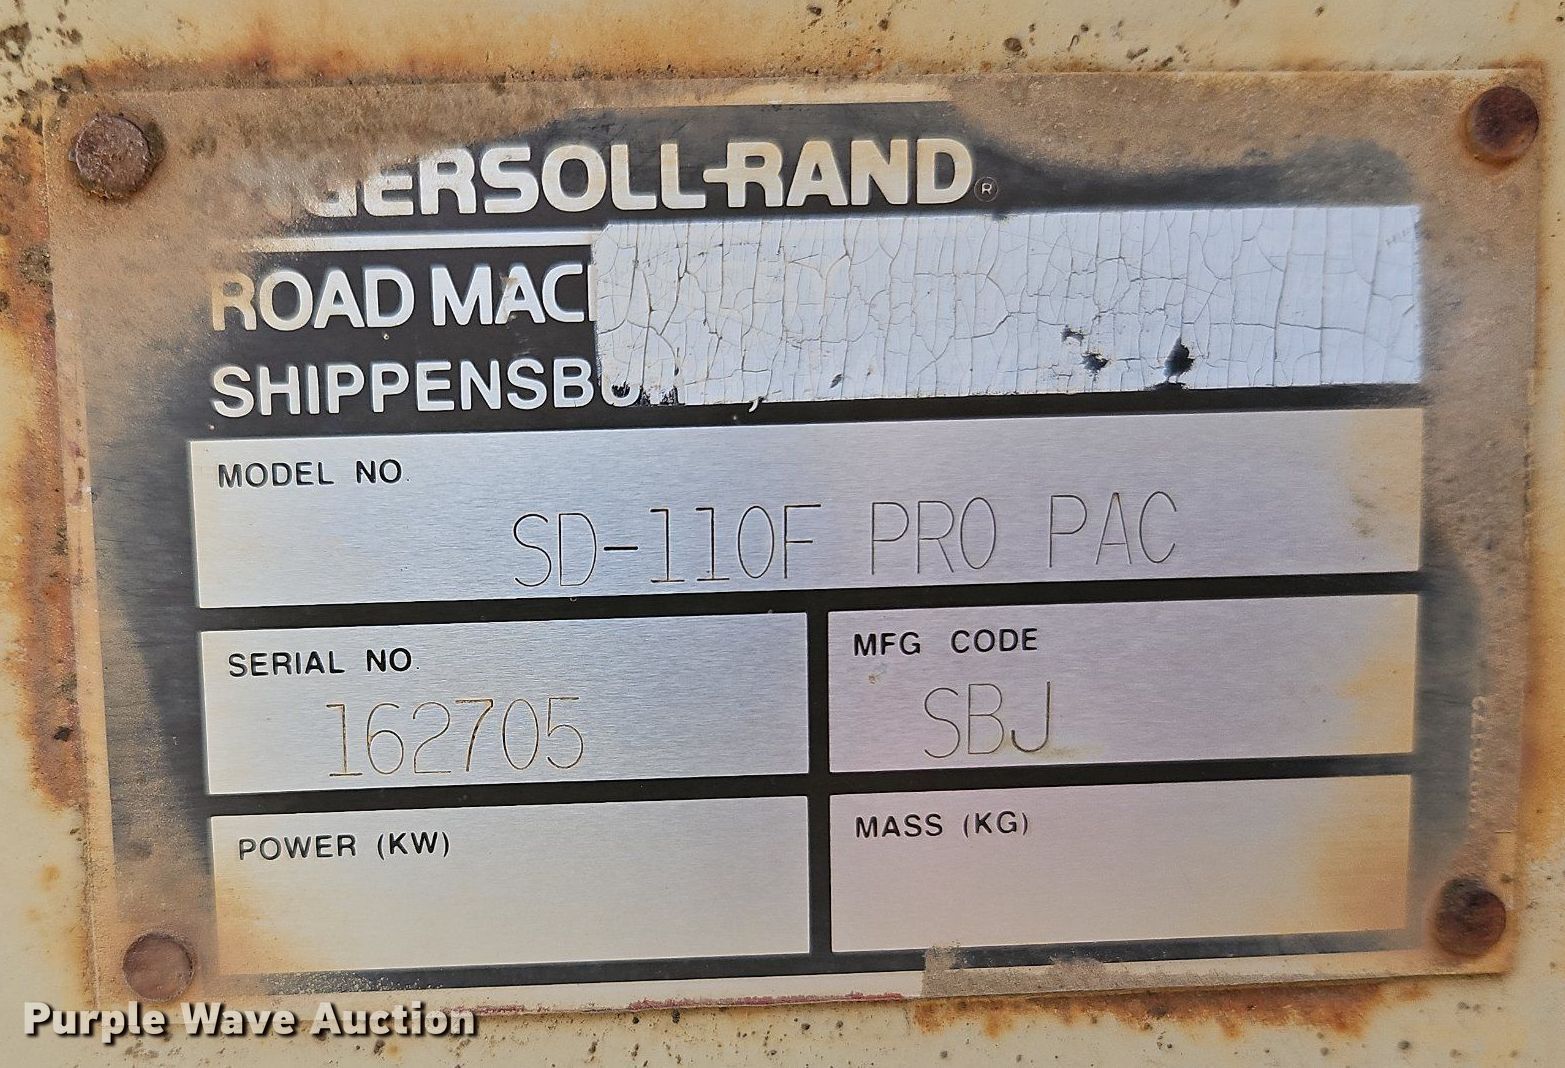 GERSOLL-RAND®
ROAD MAC
SHIPPENSBU
MODEL NO.
SD-110F PRO PAC
SERIAL NO.
162705
MFG CODE
SBJ
POWER (KW)
MASS (KG)
Purple Wave Auction